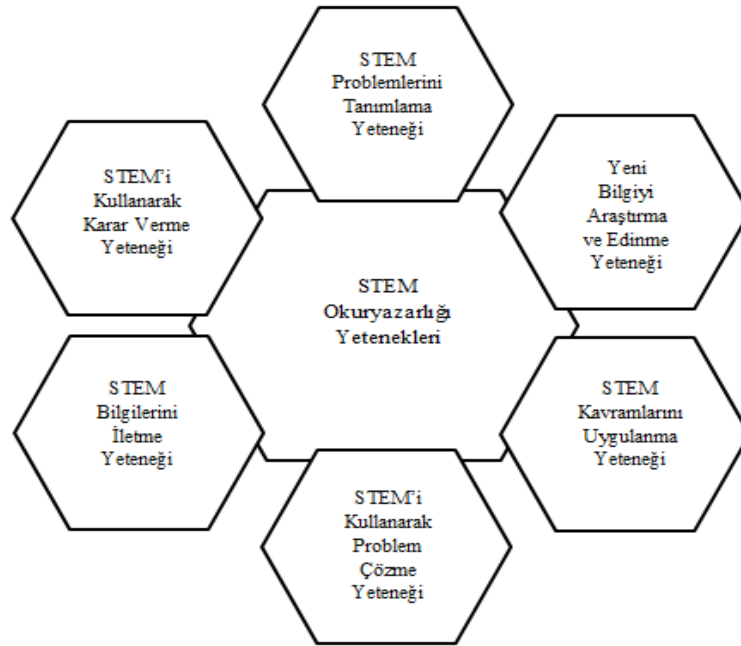 STEM
Problemlerini
Tanımlama
Yeteneği
STEM'i
Kullanarak
Karar Verme
Yeteneği
Yeni
Bilgiyi
Araştırma
ve Edinme
Yeteneği
STEM
Okuryazarlığı
Yetenekleri
STEM
Bilgilerini
İletme
Yeteneği
STEM
Kavramlarını
Uygulanma
Yeteneği
STEM'i
Kullanarak
Problem
Çözme
Yeteneği